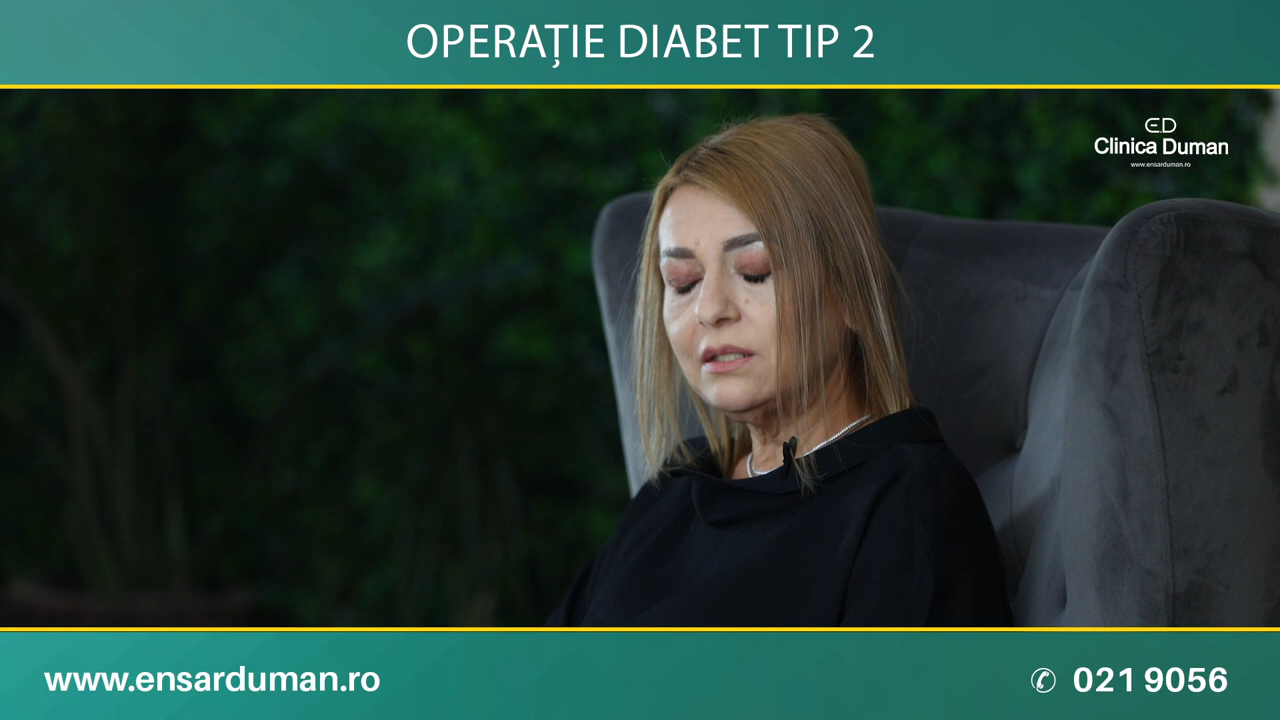 OPERAȚIE DIABET TIP 2
ED
Clinica Duman
www.ensarduman.ro
www.ensarduman.ro
✆ 021 9056